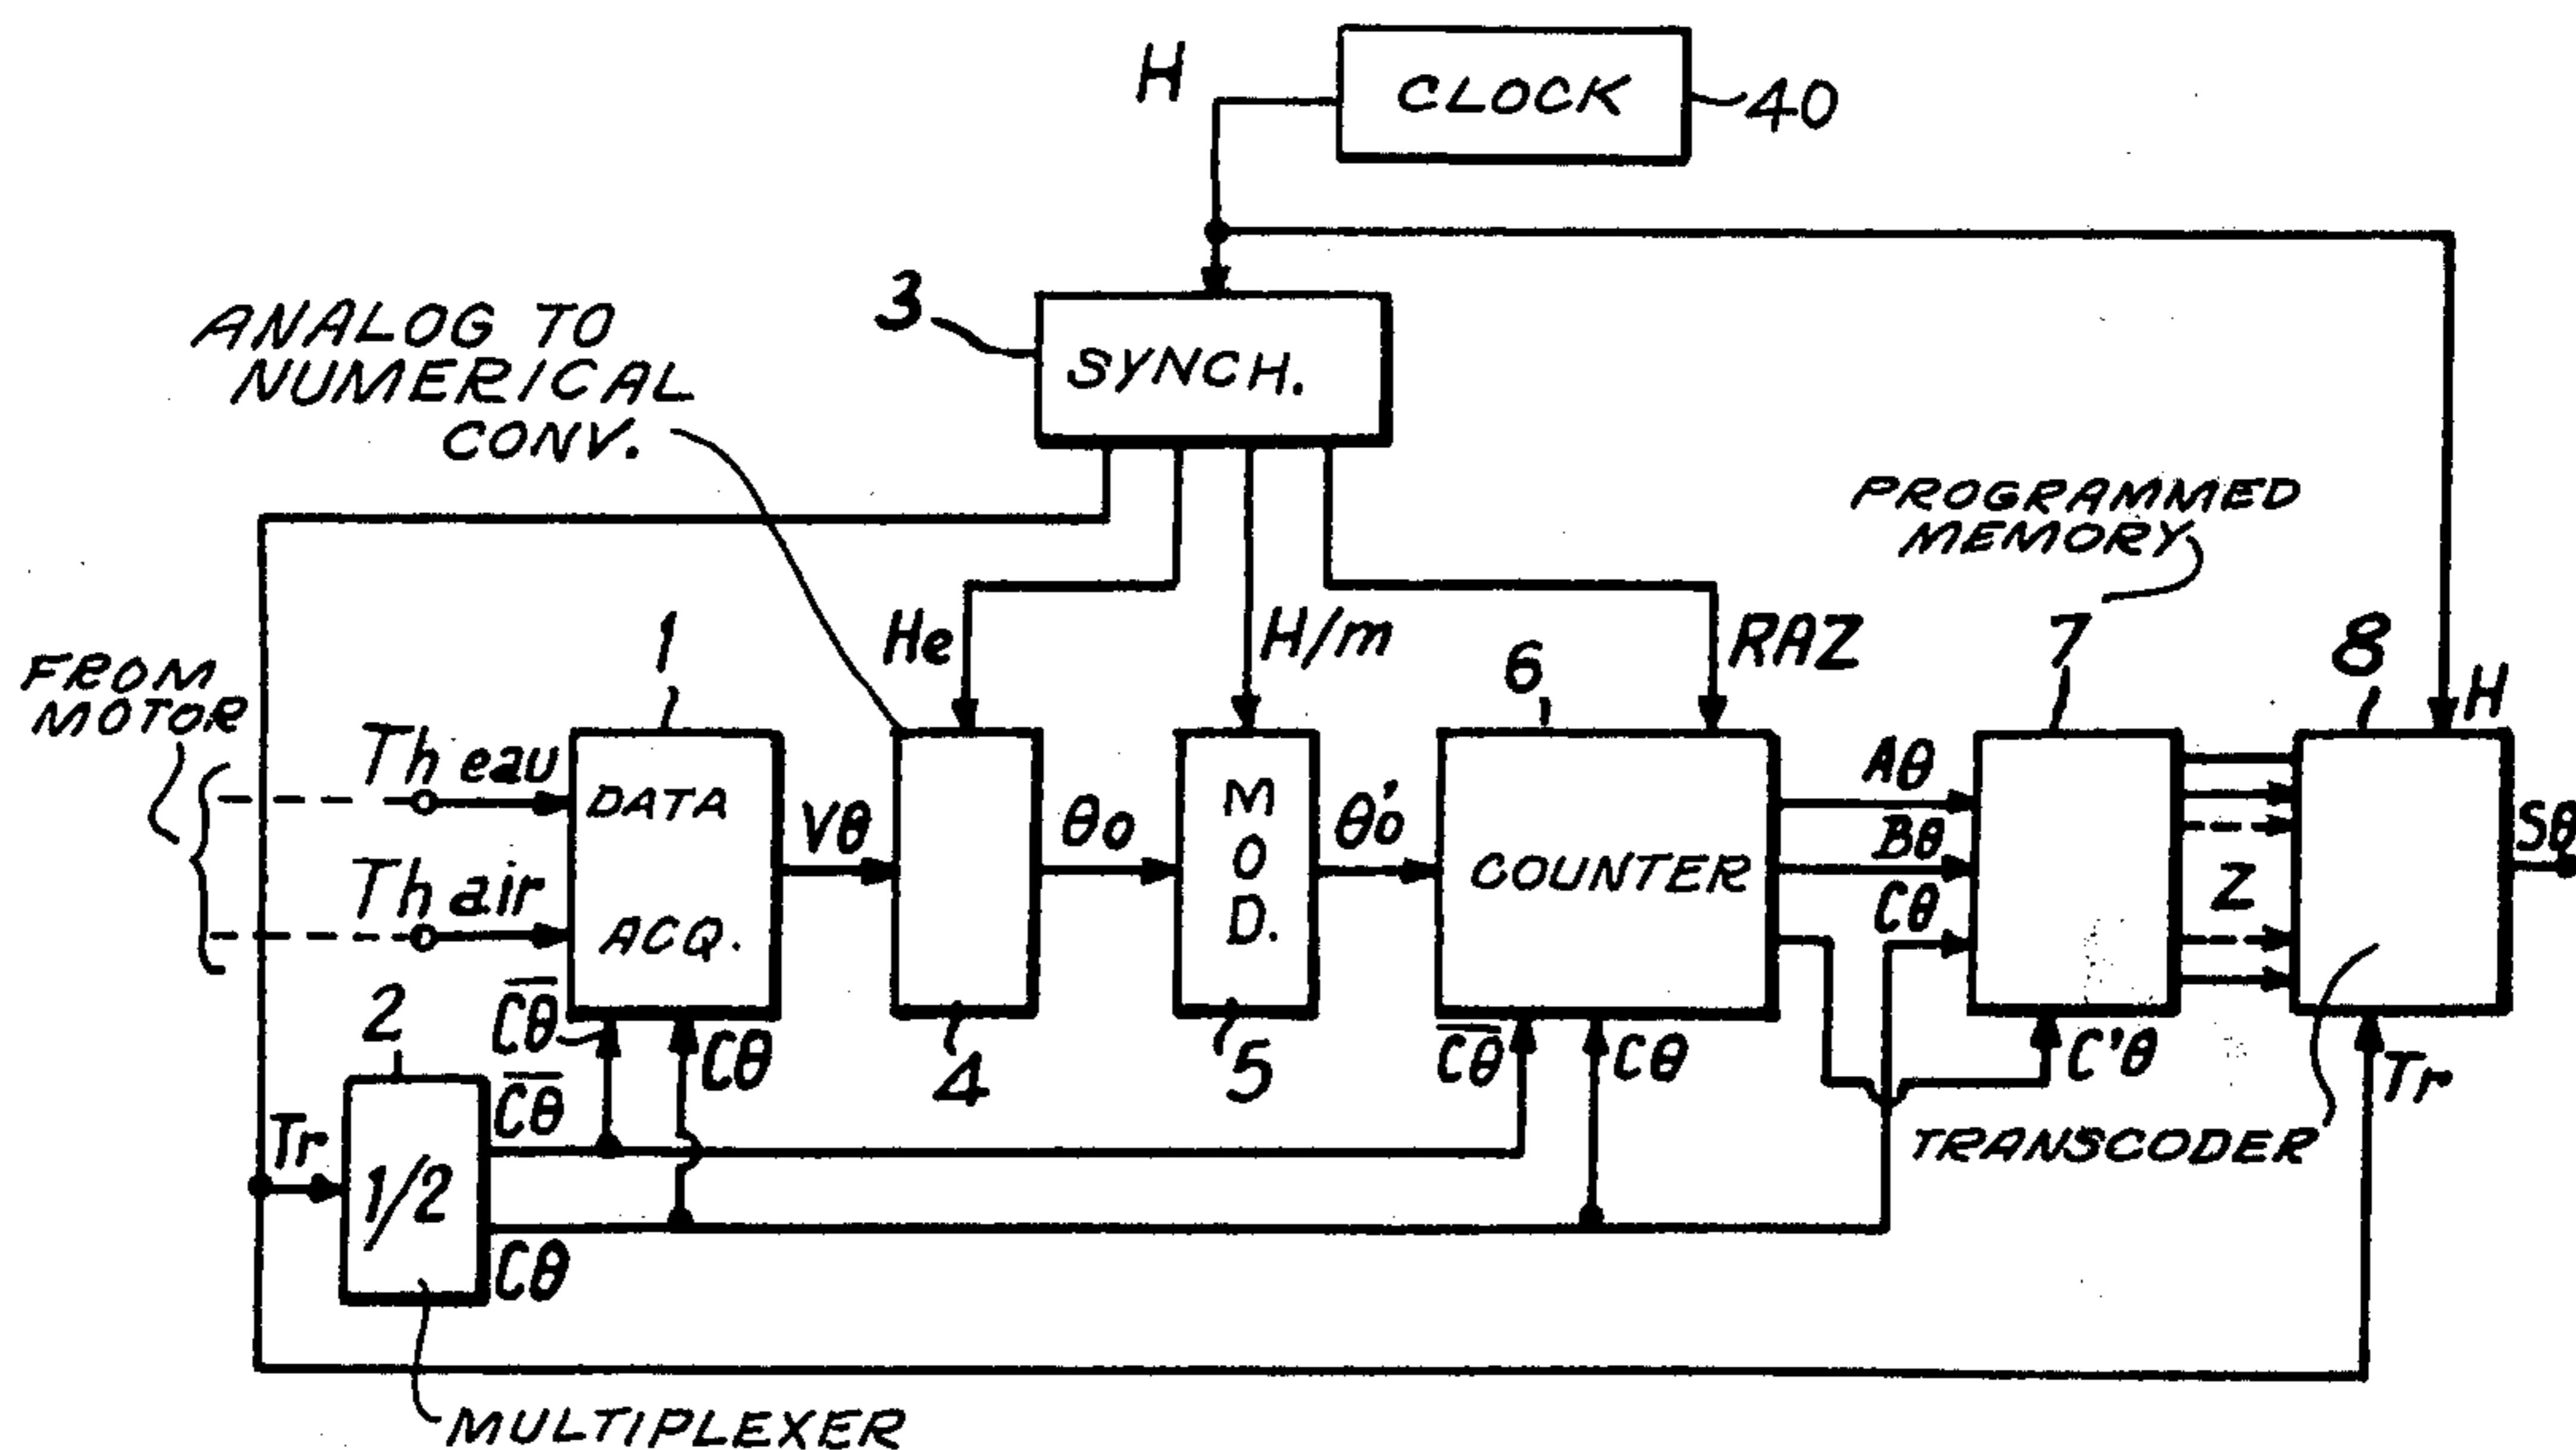 H
CLOCK
40
3
SYNCH.
ANALOG TO
NUMERICAL
CONV.
PROGRAMMED
MEMORY
He
H/m
RAZ
1
6
7
8
H
FROM
MOTOR
Th eau
Th air
DATA
ACQ.
Vθ
θo
M
O
D.
θ'o
COUNTER
Aθ
Bθ
Cθ
Z
Sθ
C̅θ̅
Cθ
4
5
C̅θ̅
Cθ
C'θ
Tr
TRANSCODER
2
Tr
1/2
C̅θ̅
Cθ
MULTIPLEXER